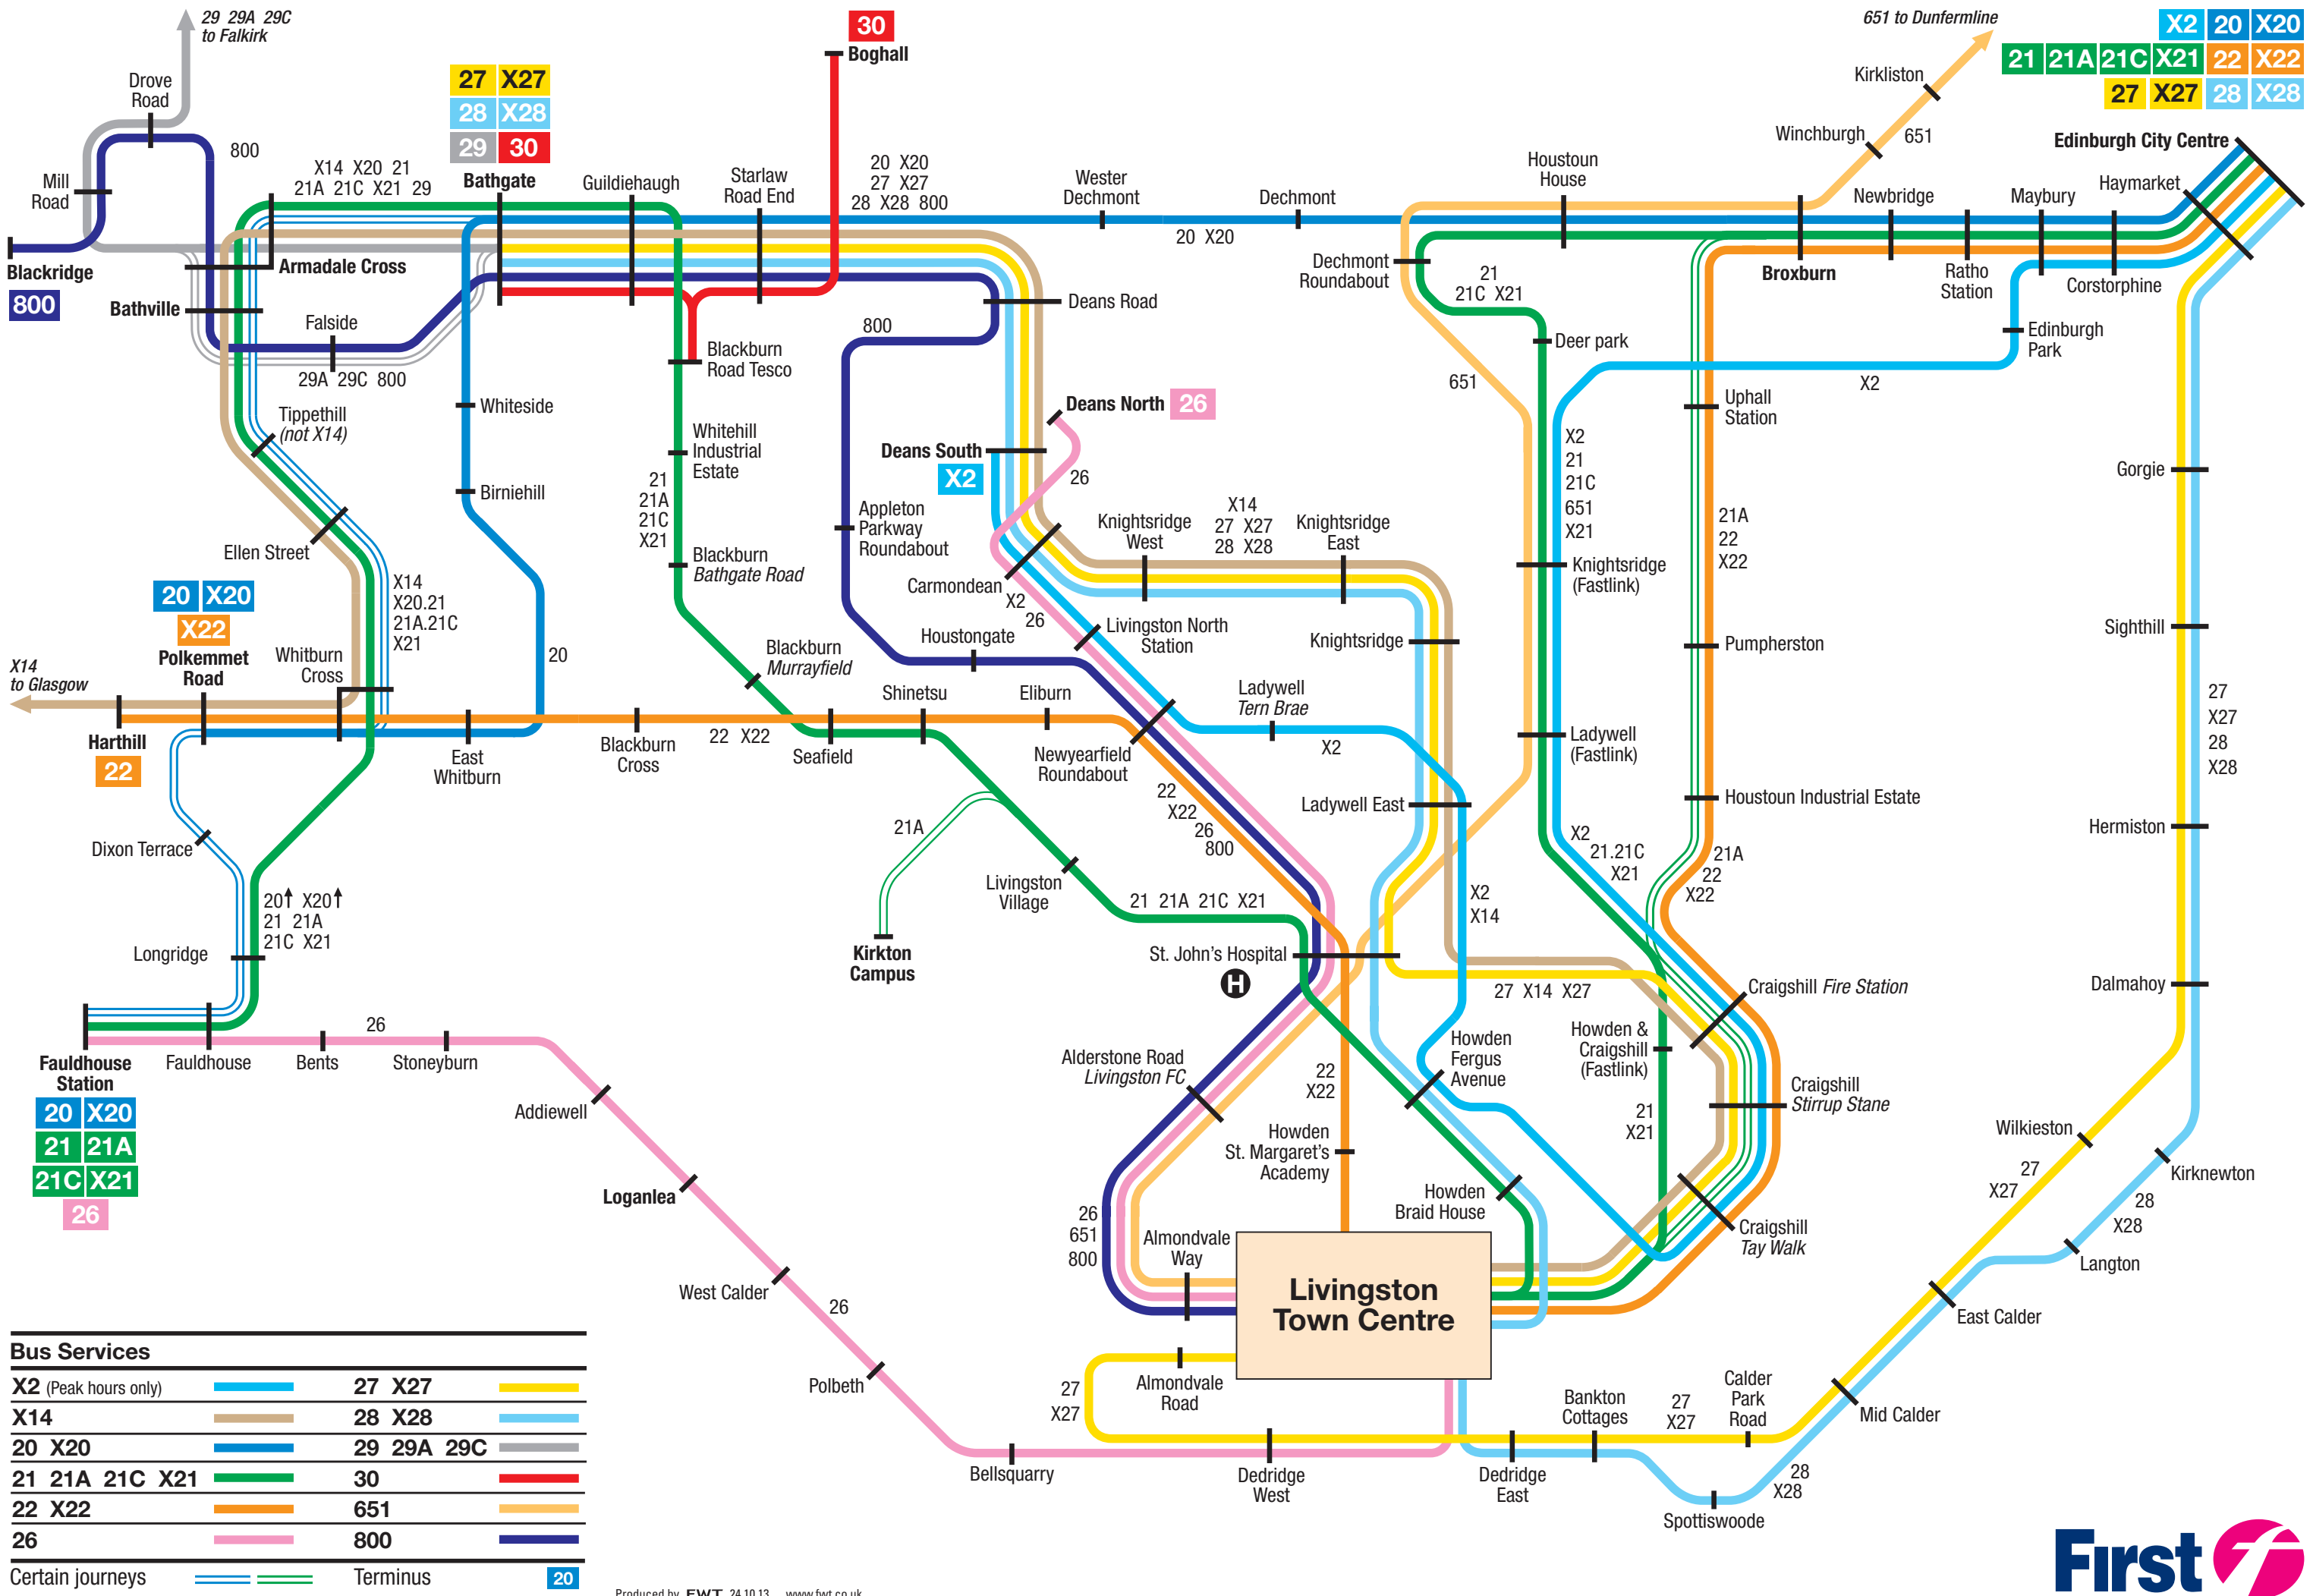 29 29A 29C
to Falkirk
Drove
Road
Mill
Road
800
Blackridge
800
X14 X20 21
21A 21C X21 29
27 X27
28 X28
29 30
Bathgate
Guildiehaugh
Starlaw
Road End
30
Boghall
20 X20
27 X27
28 X28 800
Wester
Dechmont
20 X20
Dechmont
Houstoun
House
651 to Dunfermline
Kirkliston
Winchburgh
651
X2 20 X20
21 21A 21C X21 22 X22
27 X27 28 X28
Edinburgh City Centre
Haymarket
Maybury
Newbridge
Broxburn
Ratho
Station
Corstorphine
Edinburgh
Park
Dechmont
Roundabout
21
21C X21
Deer park
651
X2
Armadale Cross
Bathville
Falside
29A 29C 800
Tippethill
(not X14)
Ellen Street
Whiteside
Birniehill
Blackburn
Road Tesco
Whitehill
Industrial
Estate
21
21A
21C
X21
Blackburn
Bathgate Road
Blackburn
Murrayfield
Deans Road
800
Deans North 26
26
Deans South
X2
Appleton
Parkway
Roundabout
Carmondean
X2
26
Knightsridge
West
X14
27 X27
28 X28
Knightsridge
East
Knightsridge
Livingston North
Station
Houstongate
X2
21
21C
651
X21
Knightsridge
(Fastlink)
Ladywell
(Fastlink)
Uphall
Station
21A
22
X22
Pumpherston
Houstoun Industrial Estate
Gorgie
Sighthill
27
X27
28
X28
Hermiston
Dalmahoy
X14
X20.21
21A.21C
X21
20
20 X20
X22
Polkemmet
Road
Whitburn
Cross
X14
to Glasgow
Harthill
22
East
Whitburn
Blackburn
Cross
22 X22
Seafield
Shinetsu
Eliburn
Newyearfield
Roundabout
Ladywell
Tern Brae
X2
Ladywell East
22
X22
26
800
Dixon Terrace
20 X20
21 21A
21C X21
Longridge
21A
Kirkton
Campus
Livingston
Village
21 21A 21C X21
St. John's Hospital
H
X2
X14
27 X14 X27
X2
21.21C
X21
21A
22
X22
Craigshill Fire Station
Howden &
Craigshill
(Fastlink)
21
X21
Craigshill
Stirrup Stane
Craigshill
Tay Walk
Howden
Fergus
Avenue
Howden
Braid House
22
X22
Howden
St. Margaret's
Academy
Alderstone Road
Livingston FC
26
651
800
Almondvale
Way
Livingston
Town Centre
Fauldhouse
Station
20 X20
21 21A
21C X21
26
Fauldhouse
Bents
26
Stoneyburn
Addiewell
Loganlea
West Calder
26
Polbeth
Bellsquarry
27
X27
Almondvale
Road
Dedridge
West
Dedridge
East
Bankton
Cottages
27
X27
Calder
Park
Road
Spottiswoode
28
X28
Mid Calder
East Calder
27
X27
Wilkieston
Langton
28
X28
Kirknewton
Bus Services
X2 (Peak hours only) 27 X27
X14 28 X28
20 X20 29 29A 29C
21 21A 21C X21 30
22 X22 651
26 800
Certain journeys Terminus 20
Produced by FWT 24.10.13 www.fwt.co.uk
First f